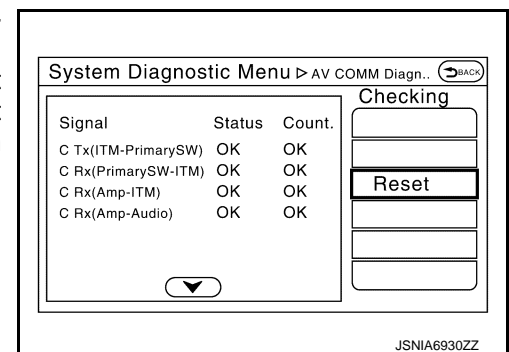 System Diagnostic Menu ▷ AV COMM Diagn.. BACK
Checking
Signal Status Count.
C Tx(ITM-PrimarySW) OK OK
C Rx(PrimarySW-ITM) OK OK
C Rx(Amp-ITM) OK OK
C Rx(Amp-Audio) OK OK
Reset
JSNIA6930ZZ